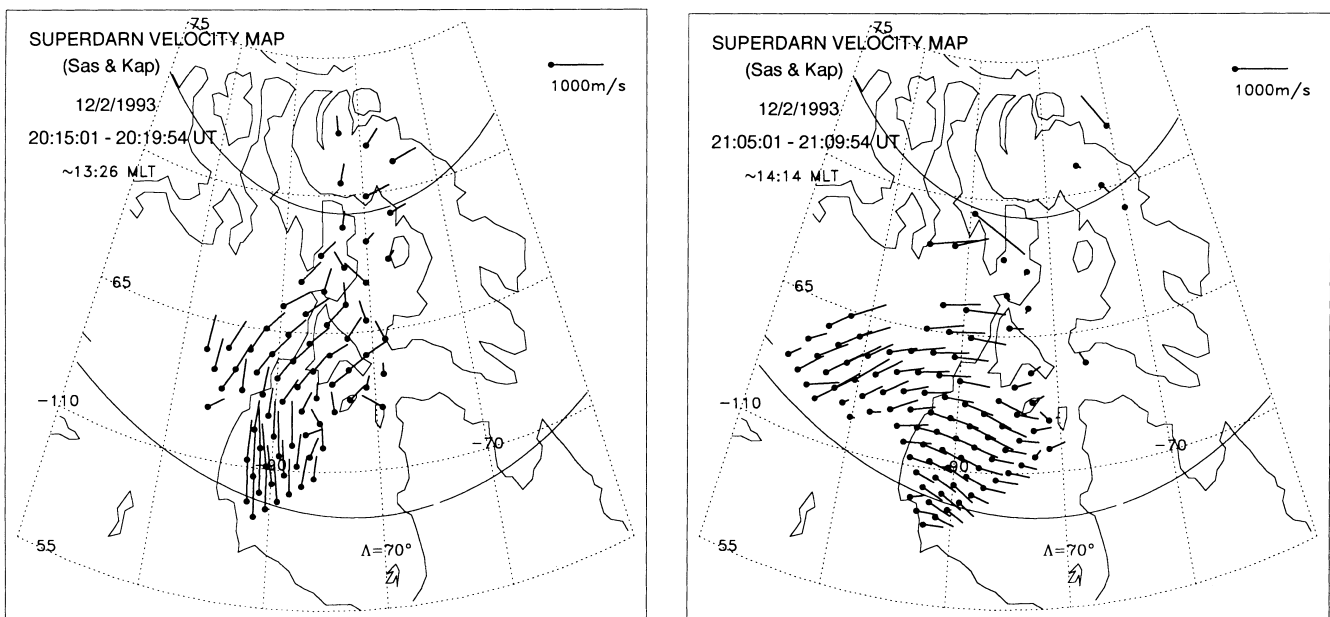 75
SUPERDARN VELOCITY MAP
(Sas & Kap)
12/2/1993
20:15:01 - 20:19:54 UT
~13:26 MLT
1000m/s
65
-110
-70
-90
55
Λ=70°
75
SUPERDARN VELOCITY MAP
(Sas & Kap)
12/2/1993
21:05:01 - 21:09:54 UT
~14:14 MLT
1000m/s
65
-110
-70
-90
55
Λ=70°